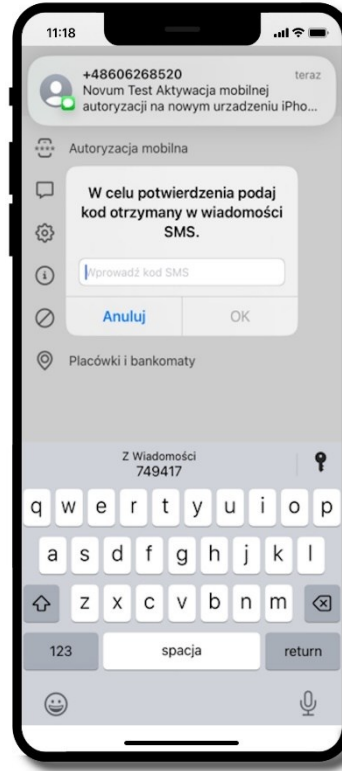 11:18
+48606268520 teraz
Novum Test Aktywacja mobilnej
autoryzacji na nowym urzadzeniu iPho...
Autoryzacja mobilna
W celu potwierdzenia podaj
kod otrzymany w wiadomości
SMS.
Wprowadź kod SMS
Anuluj OK
Placówki i bankomaty
Z Wiadomości
749417
q w e r t y u i o p
a s d f g h j k l
z x c v b n m
123 spacja return